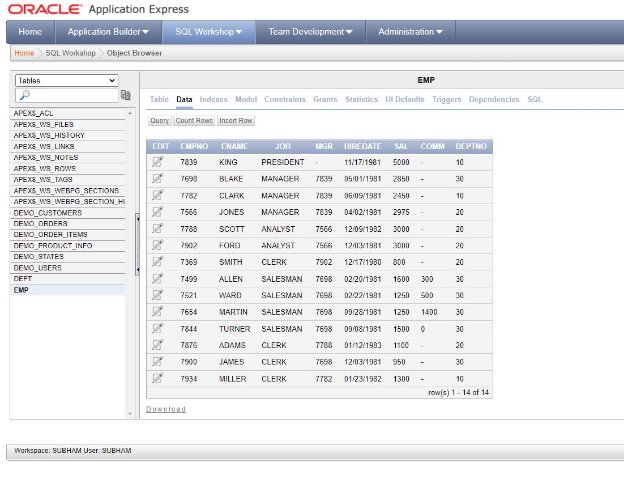 ORACLE Application Express
Home Application Builder SQL Workshop Team Development Administration
Home SQL Workshop Object Browser
Tables
EMP
Table Data Indexes Model Constraints Grants Statistics UI Defaults Triggers Dependencies SQL
Query Count Rows Insert Row
APEX$_ACL
APEX$_WS_FILES
APEX$_WS_HISTORY
APEX$_WS_LINKS
APEX$_WS_NOTES
APEX$_WS_ROWS
APEX$_WS_TAGS
APEX$_WS_WEBPG_SECTIONS
APEX$_WS_WEBPG_SECTION_HI
DEMO_CUSTOMERS
DEMO_ORDERS
DEMO_ORDER_ITEMS
DEMO_PRODUCT_INFO
DEMO_STATES
DEMO_USERS
DEPT
EMP
EDIT EMPNO ENAME JOB MGR HIREDATE SAL COMM DEPTNO
7839 KING PRESIDENT - 11/17/1981 5000 - 10
7698 BLAKE MANAGER 7839 05/01/1981 2850 - 30
7782 CLARK MANAGER 7839 06/09/1981 2450 - 10
7566 JONES MANAGER 7839 04/02/1981 2975 - 20
7788 SCOTT ANALYST 7566 12/09/1982 3000 - 20
7902 FORD ANALYST 7566 12/03/1981 3000 - 20
7369 SMITH CLERK 7902 12/17/1980 800 - 20
7499 ALLEN SALESMAN 7698 02/20/1981 1600 300 30
7521 WARD SALESMAN 7698 02/22/1981 1250 500 30
7654 MARTIN SALESMAN 7698 09/28/1981 1250 1400 30
7844 TURNER SALESMAN 7698 09/08/1981 1500 0 30
7876 ADAMS CLERK 7788 01/12/1983 1100 - 20
7900 JAMES CLERK 7698 12/03/1981 950 - 30
7934 MILLER CLERK 7782 01/23/1982 1300 - 10
row(s) 1 - 14 of 14
Download
Workspace: SUBHAM User: SUBHAM